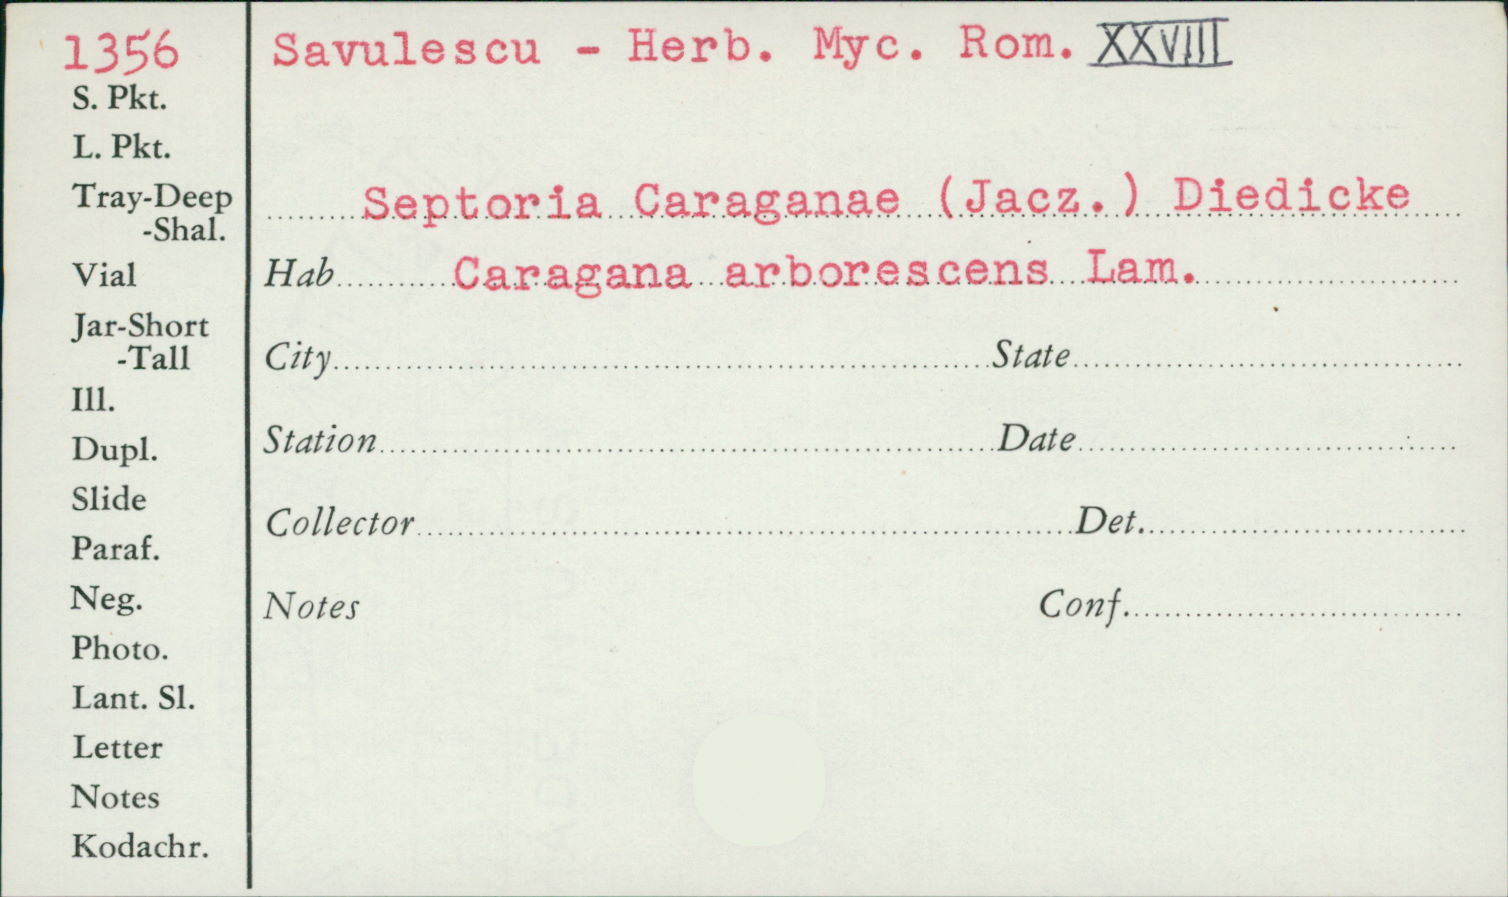 1356
Savulescu - Herb. Myc. Rom. XXVIII
S. Pkt.
L. Pkt.
Tray-Deep
-Shal.
Vial
Jar-Short
-Tall
Ill.
Dupl.
Slide
Paraf.
Neg.
Photo.
Lant. Sl.
Letter
Notes
Kodachr.
Septoria Caraganae (Jacz.) Diedicke
Hab Caragana arborescens Lam.
City State
Station Date
Collector Det.
Notes Conf.